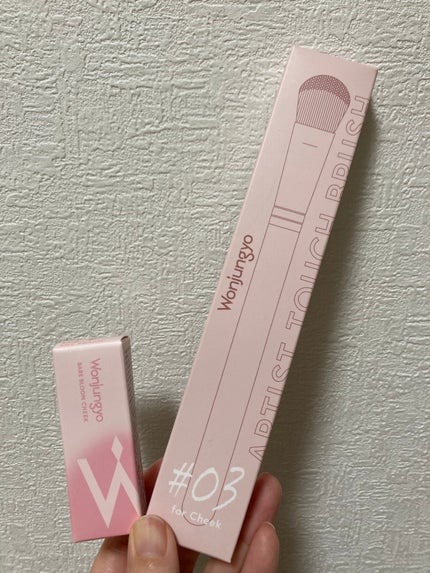 Wonjungyo
BARE BLOOM CHEEK
W
Wonjungyo
ARTIST TOUCH BRUSH
#03
for Cheek